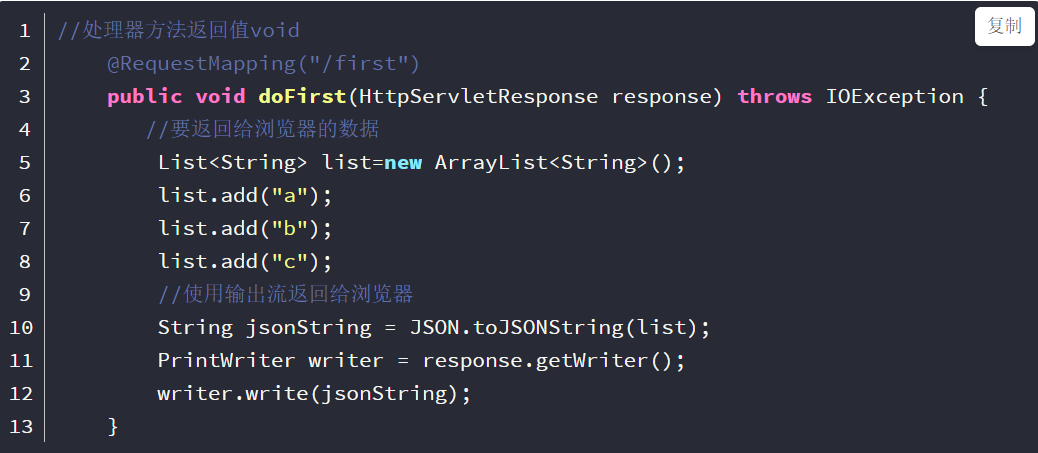 复制
1 //处理器方法返回值void
2     @RequestMapping("/first")
3     public void doFirst(HttpServletResponse response) throws IOException {
4        //要返回给浏览器的数据
5         List<String> list=new ArrayList<String>();
6         list.add("a");
7         list.add("b");
8         list.add("c");
9         //使用输出流返回给浏览器
10         String jsonString = JSON.toJSONString(list);
11         PrintWriter writer = response.getWriter();
12         writer.write(jsonString);
13     }